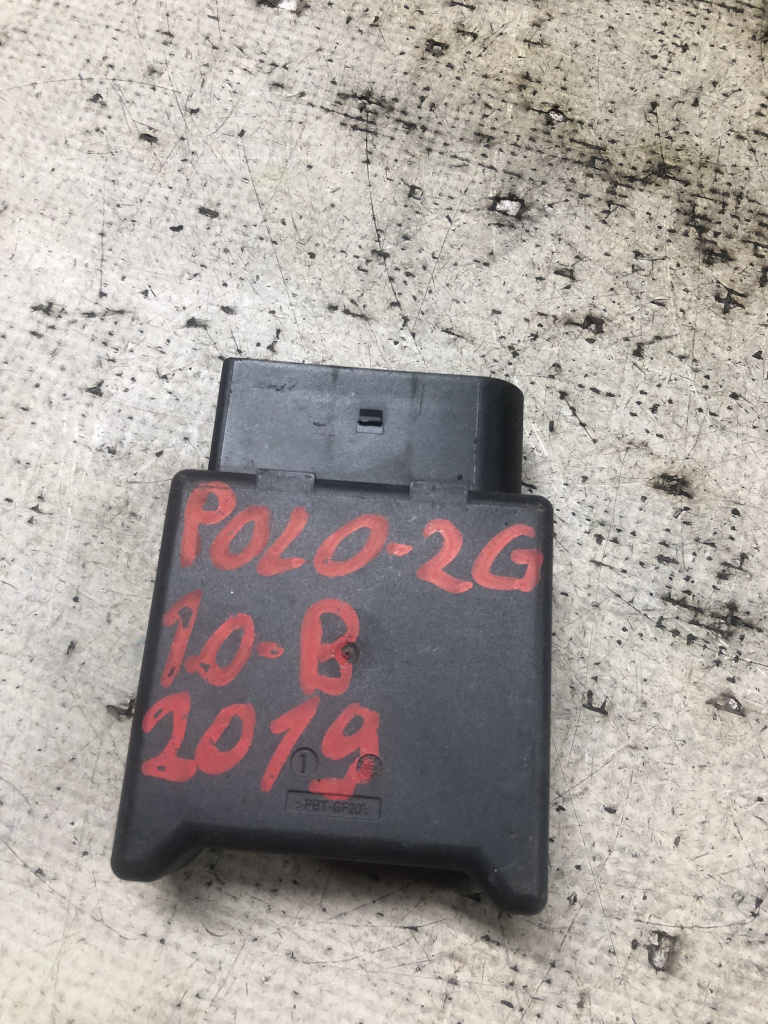 POLO-2G
1.0-B
2019
1
>PBT-GF20<